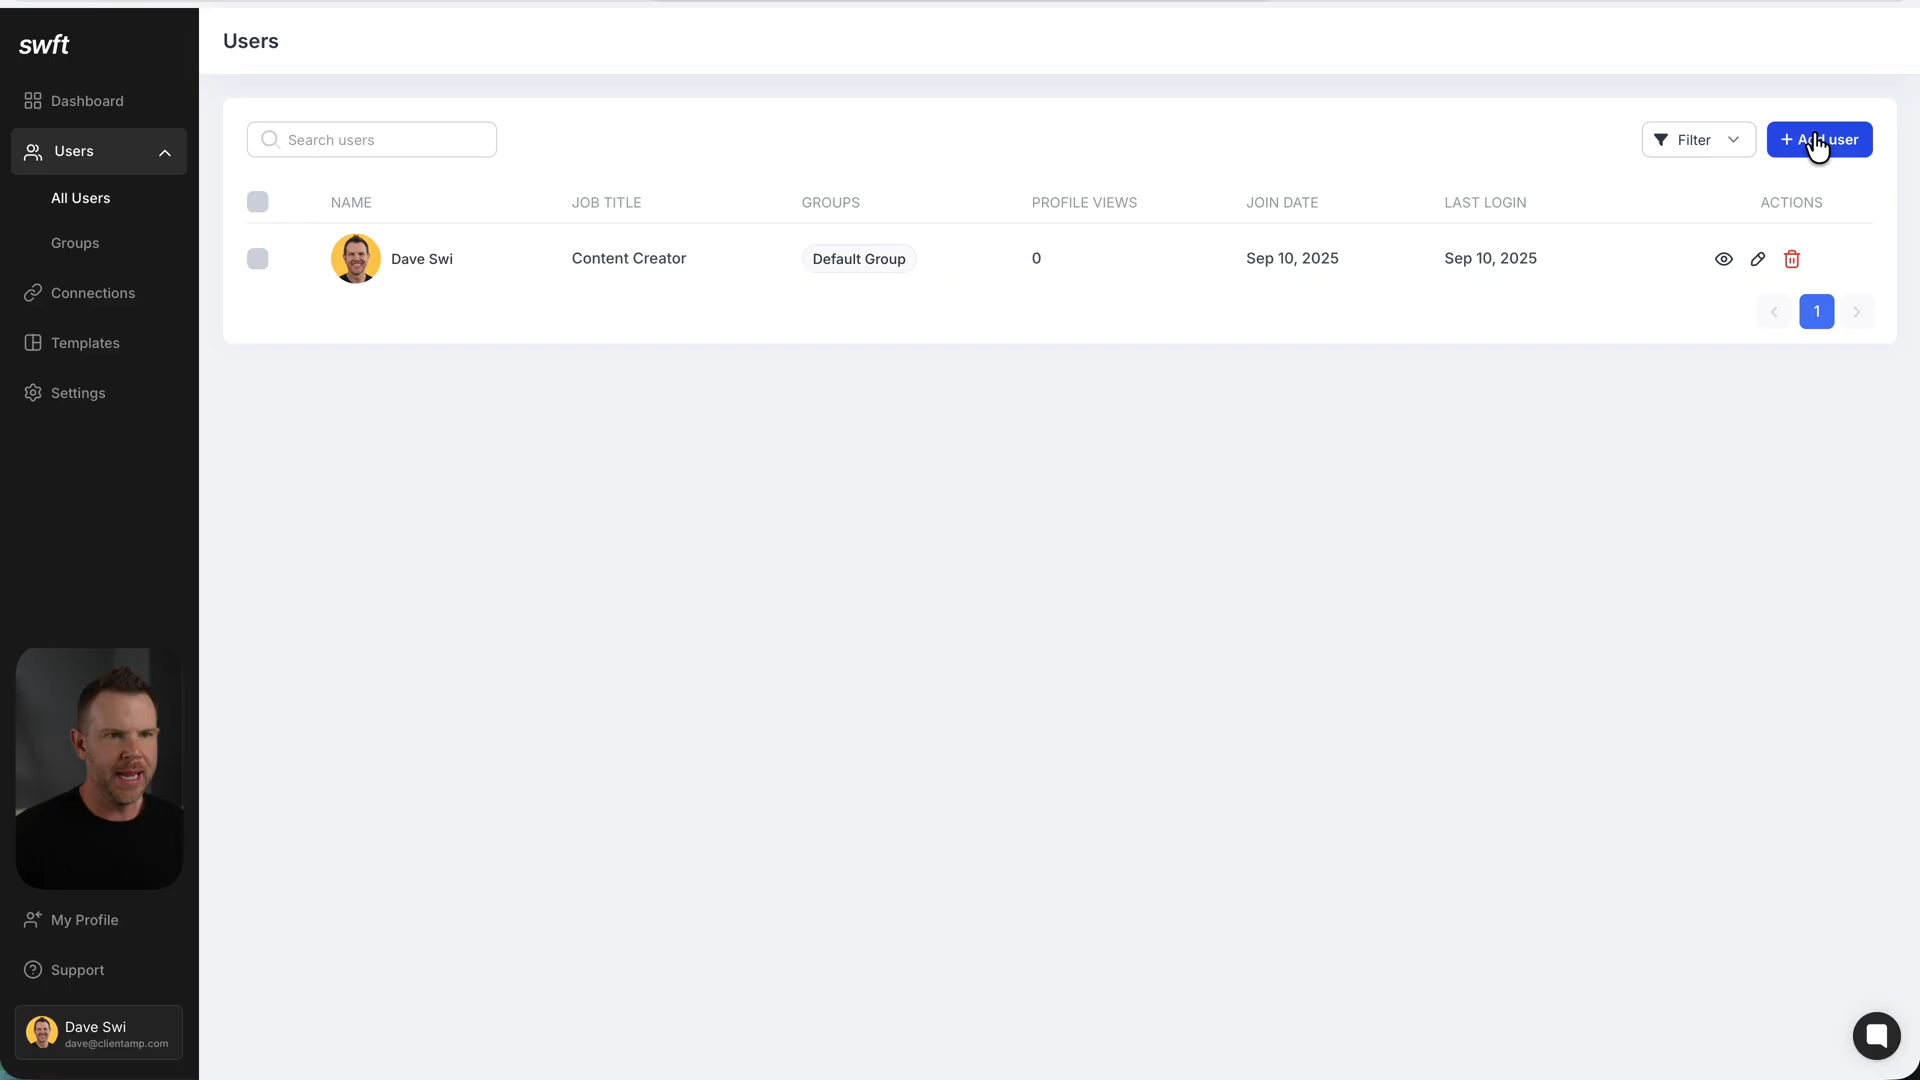 swft
Dashboard
Users
All Users
Groups
Connections
Templates
Settings
My Profile
Support
Dave Swi
dave@clientamp.com
Users
Search users
Filter
+ Add user
NAME JOB TITLE GROUPS PROFILE VIEWS JOIN DATE LAST LOGIN ACTIONS
Dave Swi Content Creator Default Group 0 Sep 10, 2025 Sep 10, 2025
1